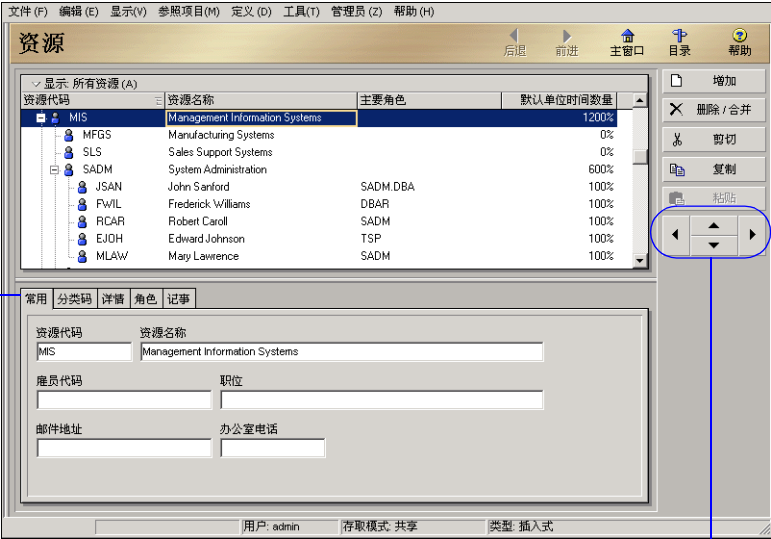 文件(F) 编辑(E) 显示(V) 参照项目(M) 定义(D) 工具(T) 管理员(Z) 帮助(H)
资源
后退 前进 主窗口 目录 帮助
显示: 所有资源(A)
资源代码 资源名称 主要角色 默认单位时间数量
MIS Management Information Systems 1200%
MFGS Manufacturing Systems 0%
SLS Sales Support Systems 0%
SADM System Administration 600%
JSAN John Sanford SADM.DBA 100%
FWIL Frederick Williams DBAR 100%
RCAR Robert Caroll SADM 100%
EJOH Edward Johnson TSP 100%
MLAW Mary Lawrence SADM 100%
增加
删除/合并
剪切
复制
粘贴
常用 分类码 详情 角色 记事
资源代码 资源名称
MIS Management Information Systems
雇员代码 职位
邮件地址 办公室电话
用户: admin 存取模式: 共享 类型: 插入式